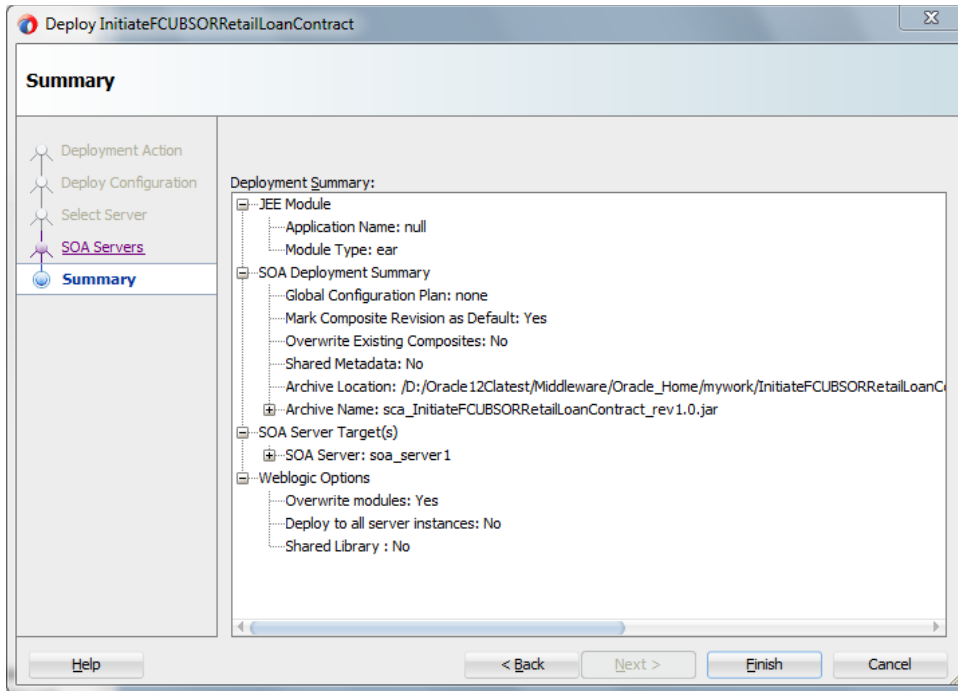 Deploy InitiateFCUBSORRetailLoanContract
Summary
Deployment Action
Deploy Configuration
Select Server
SOA Servers
Summary
Deployment Summary:
JEE Module
Application Name: null
Module Type: ear
SOA Deployment Summary
Global Configuration Plan: none
Mark Composite Revision as Default: Yes
Overwrite Existing Composites: No
Shared Metadata: No
Archive Location: /D:/Oracle12Clatest/Middleware/Oracle_Home/mywork/InitiateFCUBSORRetailLoanC
Archive Name: sca_InitiateFCUBSORRetailLoanContract_rev1.0.jar
SOA Server Target(s)
SOA Server: soa_server1
Weblogic Options
Overwrite modules: Yes
Deploy to all server instances: No
Shared Library : No
Help < Back Next > Finish Cancel